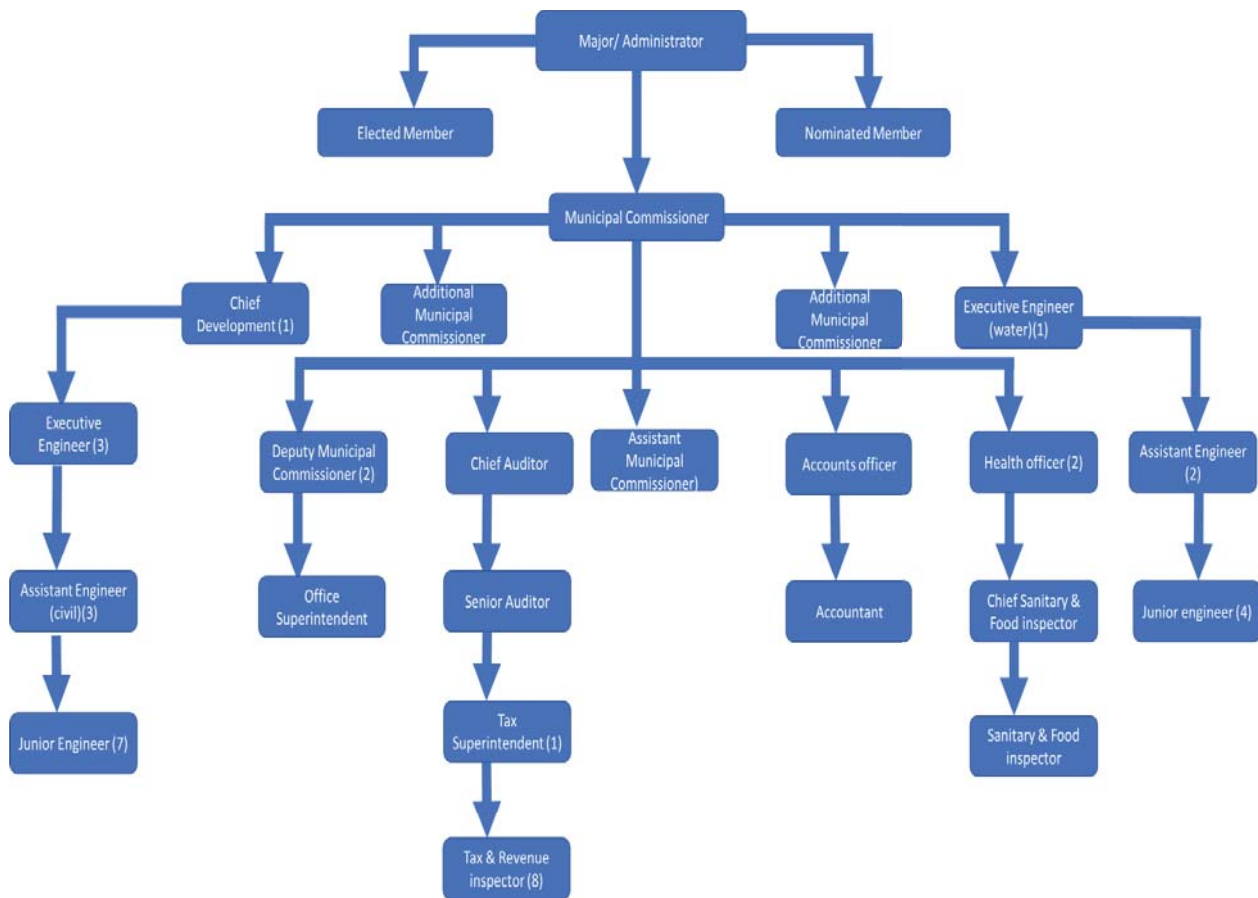 Major/ Administrator
Elected Member
Nominated Member
Municipal Commissioner
Chief
Development (1)
Additional
Municipal
Commissioner
Additional
Municipal
Commissioner
Executive Engineer
(water)(1)
Executive
Engineer (3)
Deputy Municipal
Commissioner (2)
Chief Auditor
Assistant
Municipal
Commissioner)
Accounts officer
Health officer (2)
Assistant Engineer
(2)
Assistant Engineer
(civil)(3)
Office
Superintendent
Senior Auditor
Accountant
Chief Sanitary &
Food inspector
Junior engineer (4)
Junior Engineer (7)
Tax
Superintendent (1)
Sanitary & Food
inspector
Tax & Revenue
inspector (8)